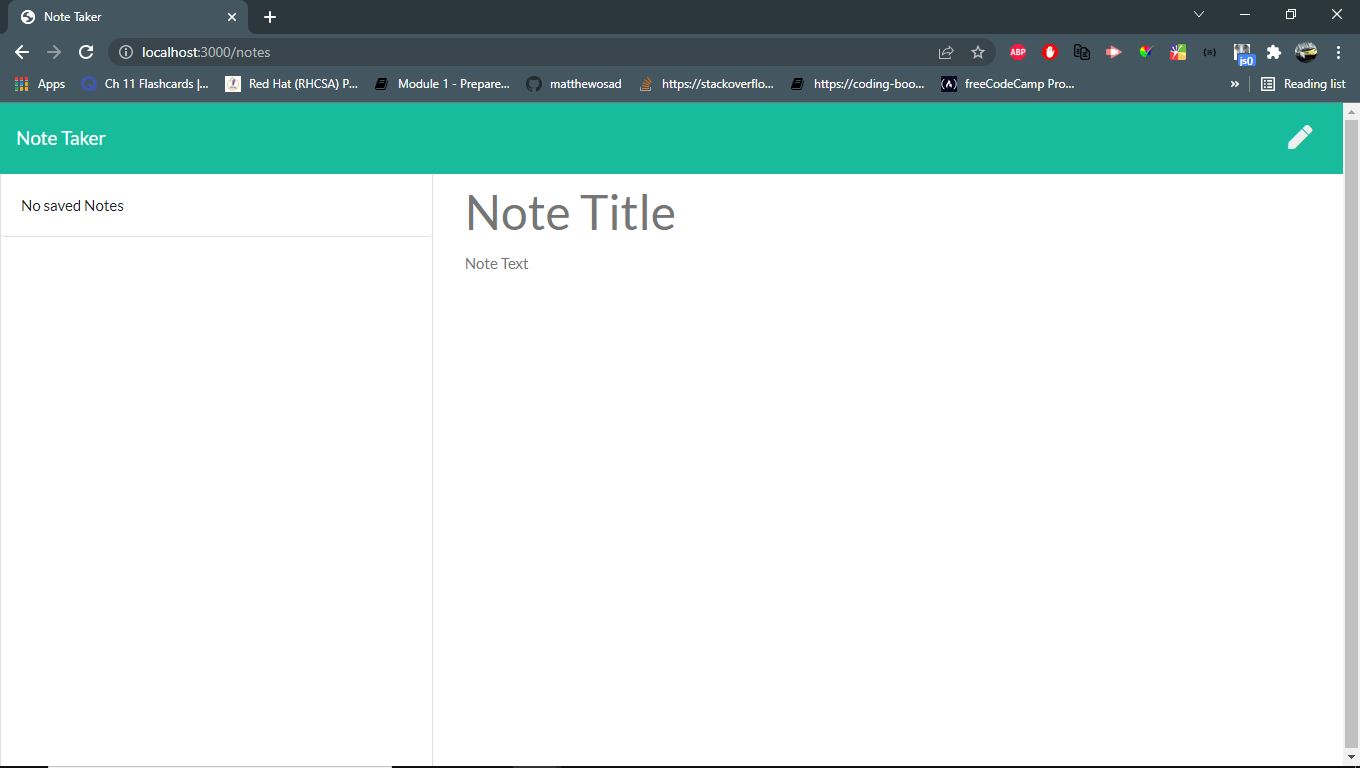 Note Taker
localhost:3000/notes
ABP
js()
Apps
Ch 11 Flashcards |...
Red Hat (RHCSA) P...
Module 1 - Prepare...
matthewosad
https://stackoverflo...
https://coding-boo...
freeCodeCamp Pro...
»
Reading list
Note Taker
No saved Notes
Note Title
Note Text